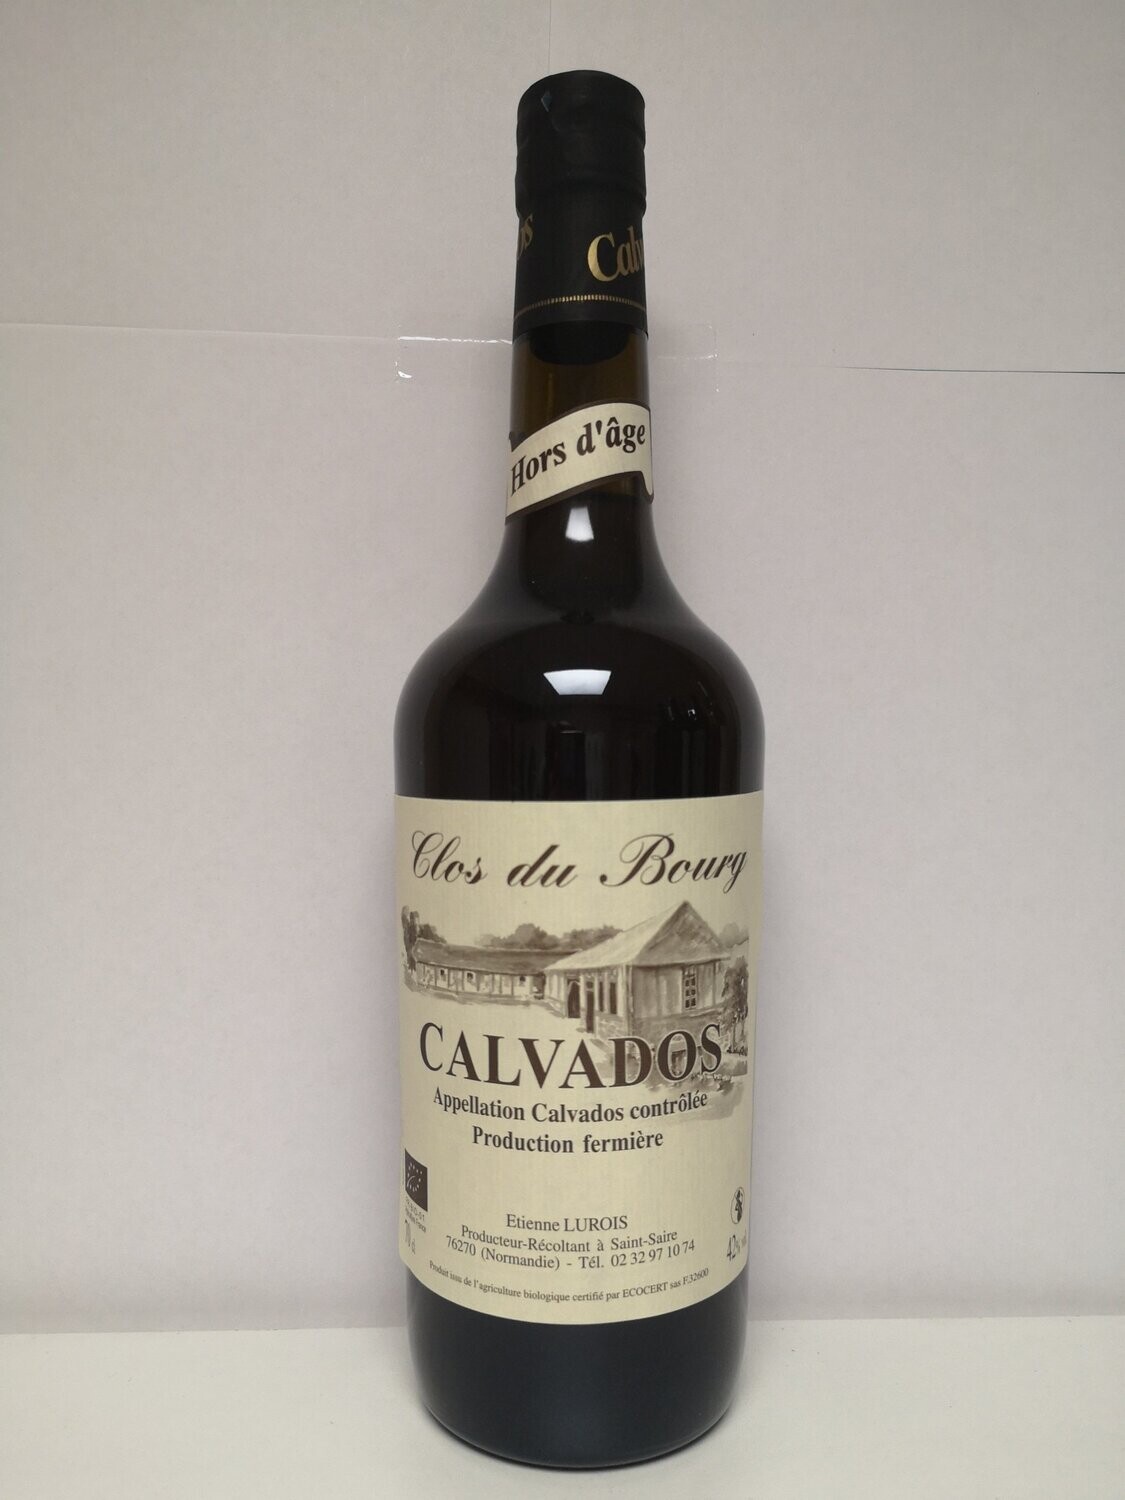 Calv
Hors d'âge
Clos du Bourg
CALVADOS
Appellation Calvados contrôlée
Production fermière
Etienne LUROIS
Producteur-Récoltant à Saint-Saire
76270 (Normandie) - Tél. 02 32 97 10 74
Produit issu de l'agriculture biologique certifié par ECOCERT sas F.32600
70 cl
42% vol